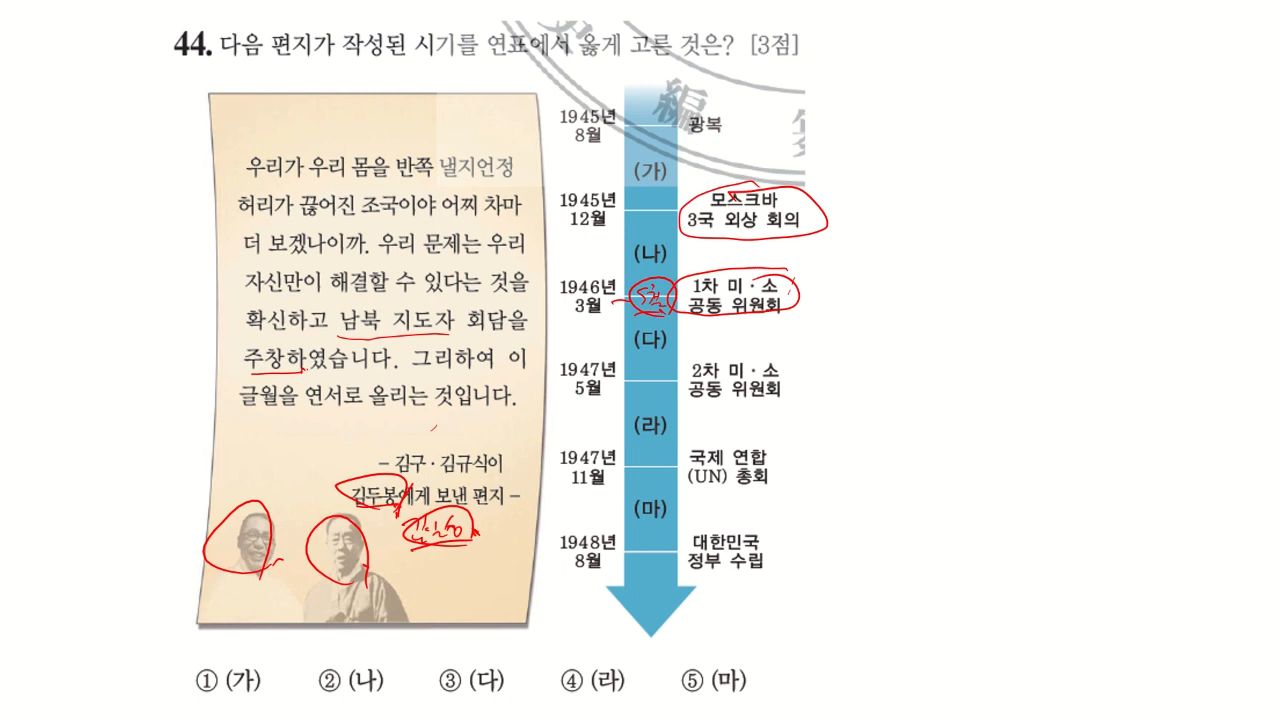 44. 다음 편지가 작성된 시기를 연표에서 옳게 고른 것은? [3점]
우리가 우리 몸을 반쪽 낼지언정
허리가 끊어진 조국이야 어찌 차마
더 보겠나이까. 우리 문제는 우리
자신만이 해결할 수 있다는 것을
확신하고 남북 지도자 회담을
주창하였습니다. 그리하여 이
글월을 연서로 올리는 것입니다.
- 김구·김규식이
김두봉에게 보낸 편지 -
김일성
1945년
8월
광복
(가)
1945년
12월
모스크바
3국 외상 회의
(나)
1946년
3월
1차 미·소
공동 위원회
(다)
1947년
5월
2차 미·소
공동 위원회
(라)
1947년
11월
국제 연합
(UN) 총회
(마)
1948년
8월
대한민국
정부 수립
編
① (가) ② (나) ③ (다) ④ (라) ⑤ (마)